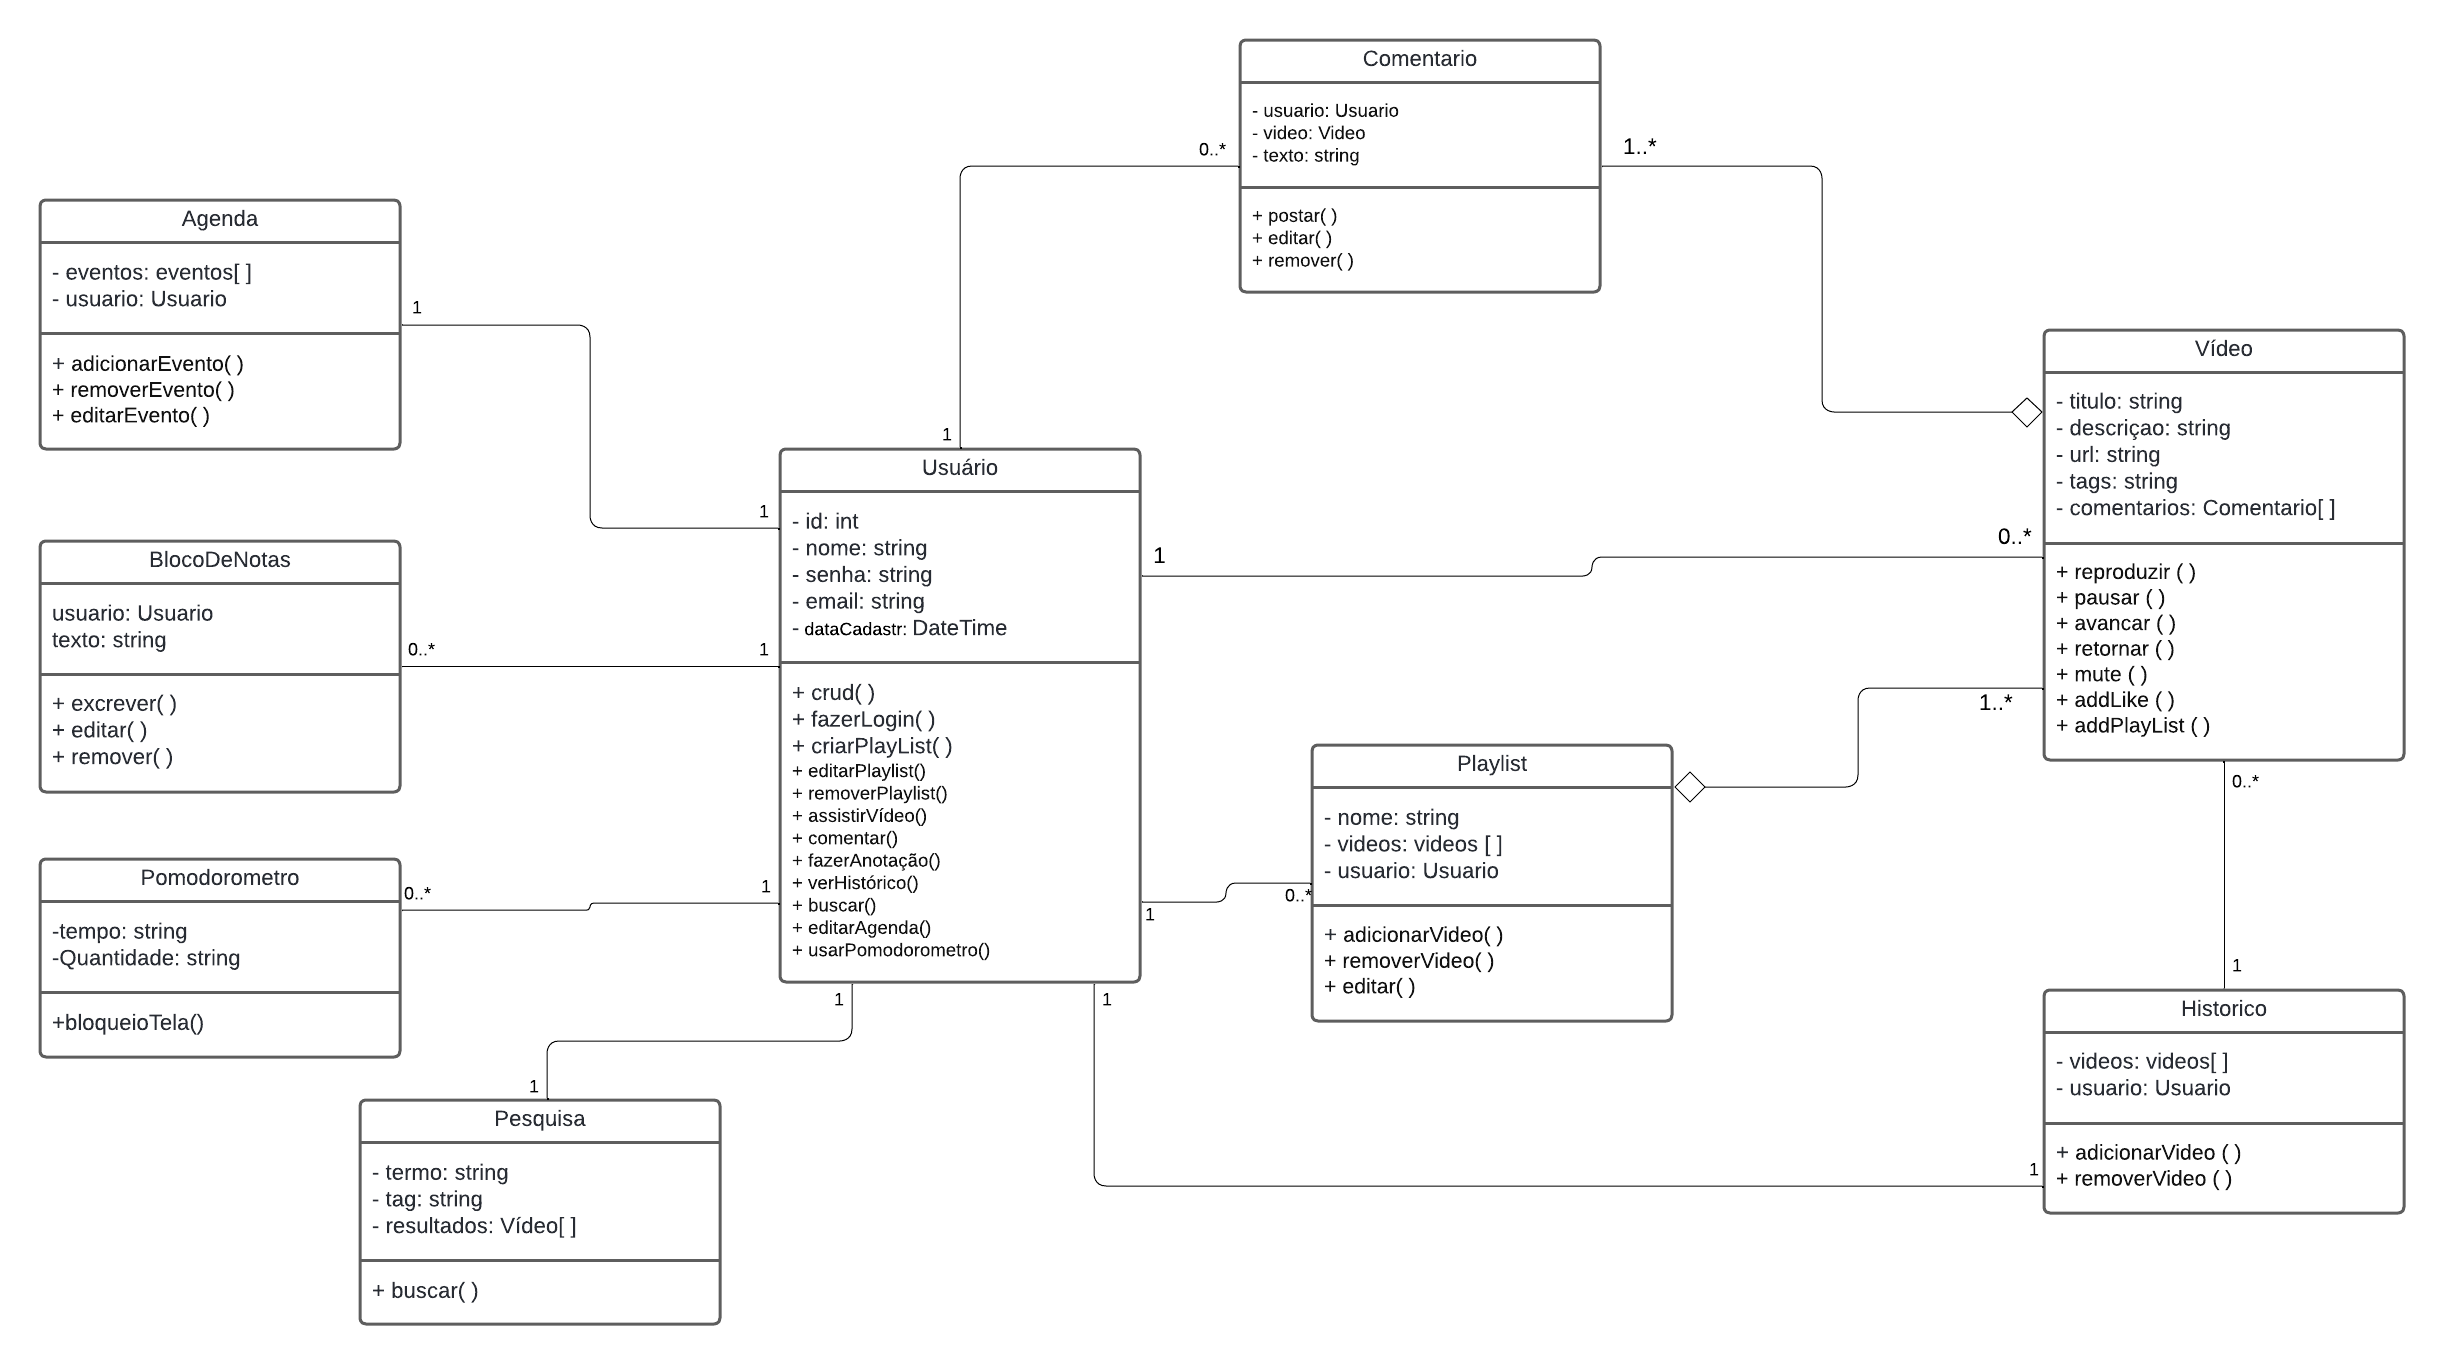 Comentario
- usuario: Usuario
- video: Video
- texto: string
+ postar( )
+ editar( )
+ remover( )
0..*
1..*
Agenda
- eventos: eventos[ ]
- usuario: Usuario
+ adicionarEvento( )
+ removerEvento( )
+ editarEvento( )
1
1
1
Vídeo
- titulo: string
- descriçao: string
- url: string
- tags: string
- comentarios: Comentario[ ]
+ reproduzir ( )
+ pausar ( )
+ avancar ( )
+ retornar ( )
+ mute ( )
+ addLike ( )
+ addPlayList ( )
Usuário
- id: int
- nome: string
- senha: string
- email: string
- dataCadastr: DateTime
+ crud( )
+ fazerLogin( )
+ criarPlayList( )
+ editarPlaylist()
+ removerPlaylist()
+ assistirVídeo()
+ comentar()
+ fazerAnotação()
+ verHistórico()
+ buscar()
+ editarAgenda()
+ usarPomodorometro()
1
0..*
BlocoDeNotas
usuario: Usuario
texto: string
+ excrever( )
+ editar( )
+ remover( )
0..*
1
1..*
Playlist
- nome: string
- videos: videos [ ]
- usuario: Usuario
+ adicionarVideo( )
+ removerVideo( )
+ editar( )
0..*
1
Pomodorometro
-tempo: string
-Quantidade: string
+bloqueioTela()
0..*
1
0..*
1
Historico
- videos: videos[ ]
- usuario: Usuario
+ adicionarVideo ( )
+ removerVideo ( )
1
1
1
1
Pesquisa
- termo: string
- tag: string
- resultados: Vídeo[ ]
+ buscar( )